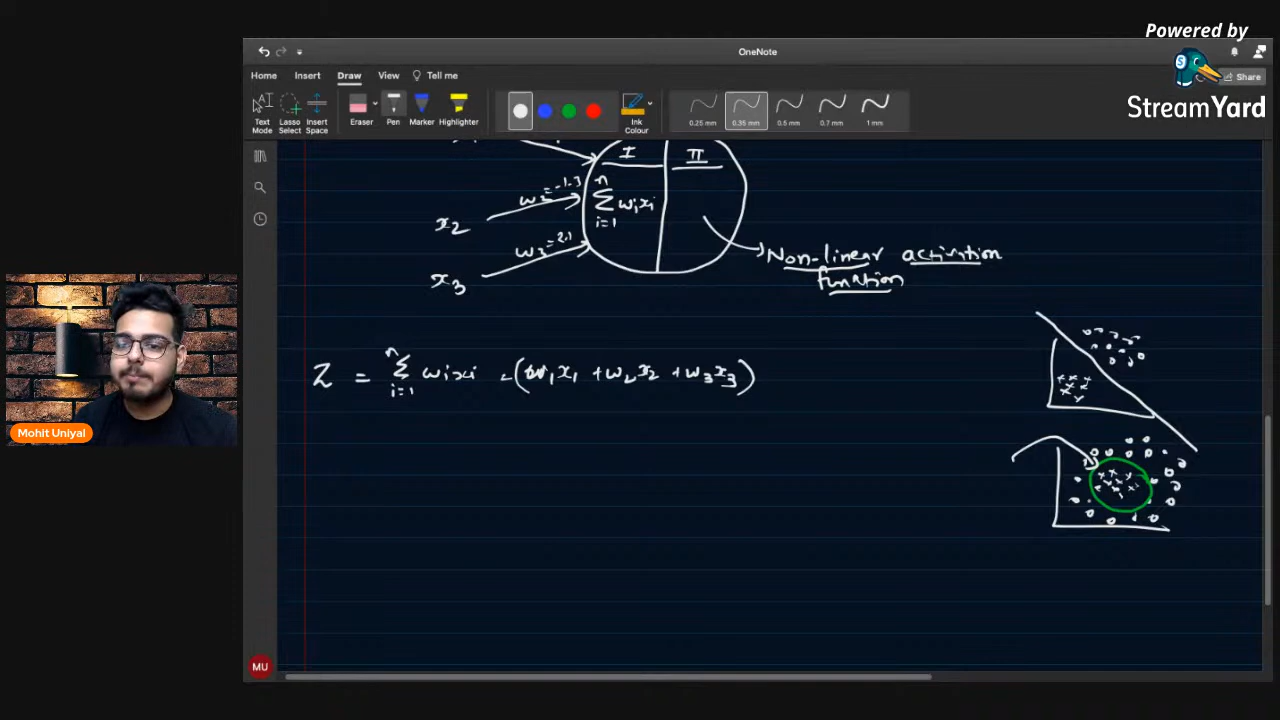 Powered by
StreamYard
OneNote
Share
Home Insert Draw View Tell me
Text Mode
Lasso Select
Insert Space
Eraser
Pen
Marker
Highlighter
Ink Colour
0.25 mm
0.35 mm
0.5 mm
0.7 mm
1 mm
I II
w2=-1.3
x2
n Σ i=1 wixi
w3=2.1
x3
Non-linear activation
function
Z = n Σ i=1 wixi = (w1x1 + w2x2 + w3x3)
Mohit Uniyal
MU